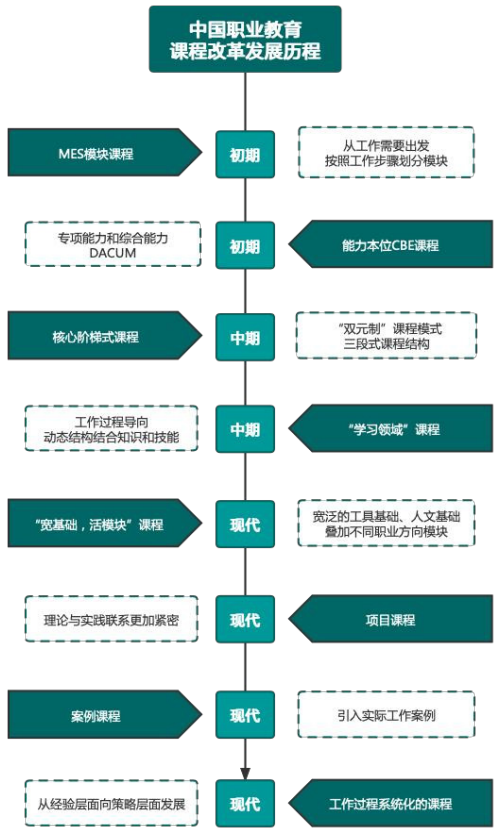 中国职业教育
课程改革发展历程
MES模块课程
初期
从工作需要出发
按照工作步骤划分模块
专项能力和综合能力
DACUM
初期
能力本位CBE课程
核心阶梯式课程
中期
“双元制”课程模式
三段式课程结构
工作过程导向
动态结构结合知识和技能
中期
“学习领域”课程
“宽基础，活模块”课程
现代
宽泛的工具基础、人文基础
叠加不同职业方向模块
理论与实践联系更加紧密
现代
项目课程
案例课程
现代
引入实际工作案例
从经验层面向策略层面发展
现代
工作过程系统化的课程